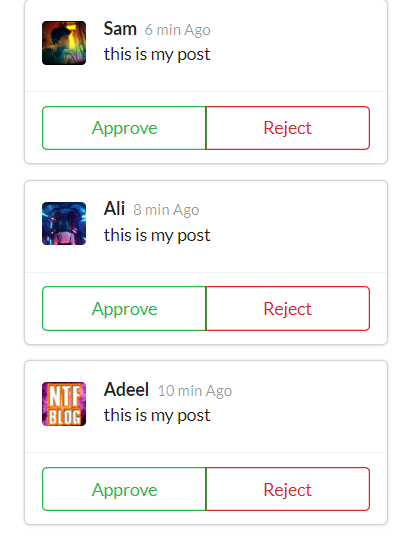 Sam 6 min Ago
this is my post
Approve Reject
Ali 8 min Ago
this is my post
Approve Reject
Adeel 10 min Ago
NTF
BLOG
this is my post
Approve Reject